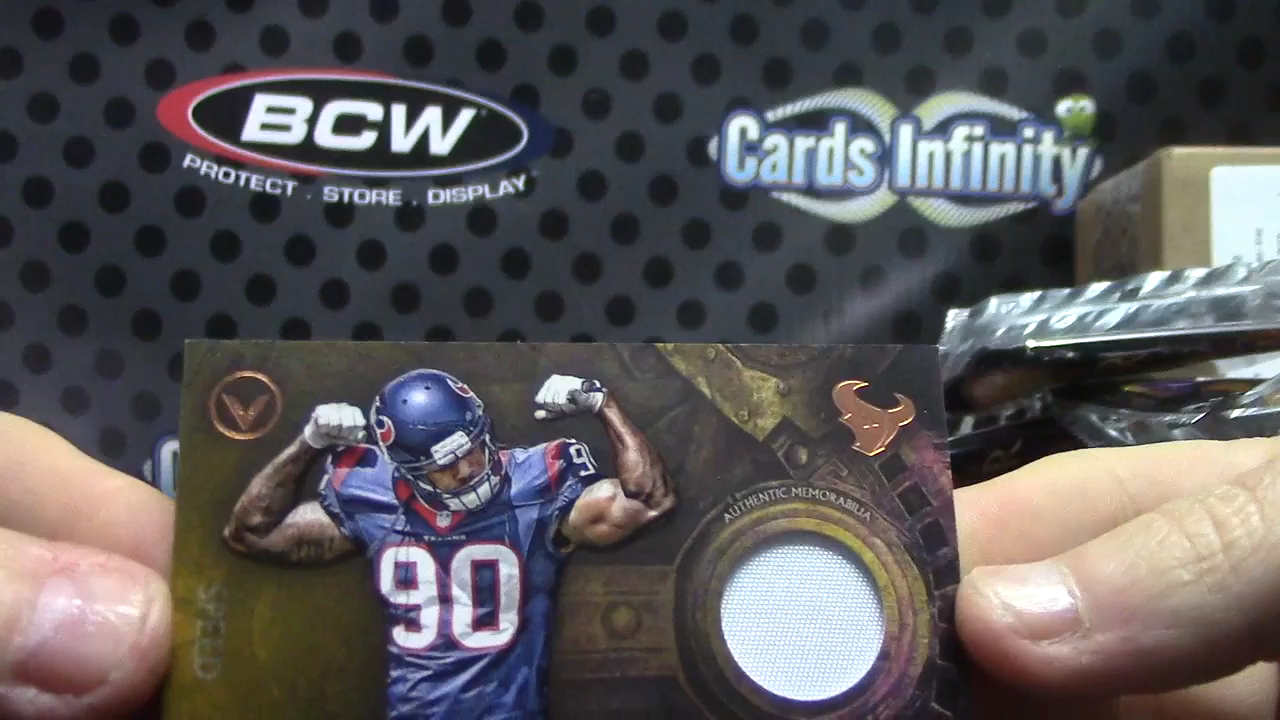 BCW
PROTECT . STORE . DISPLAY
Cards Infinity
V
AUTHENTIC MEMORABILIA
90
TEXANS
90
SPEED